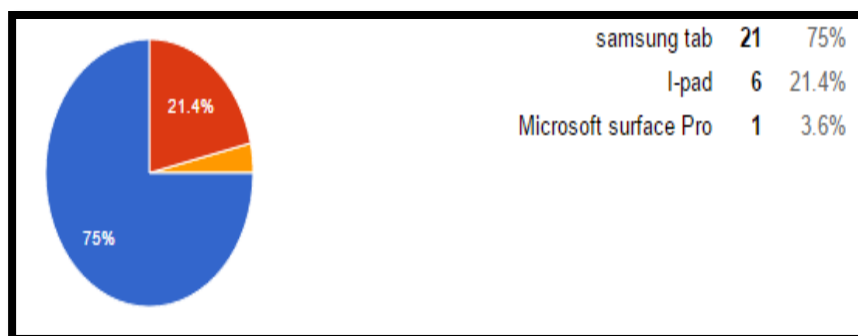 samsung tab 21 75%
I-pad 6 21.4%
Microsoft surface Pro 1 3.6%
21.4%
75%